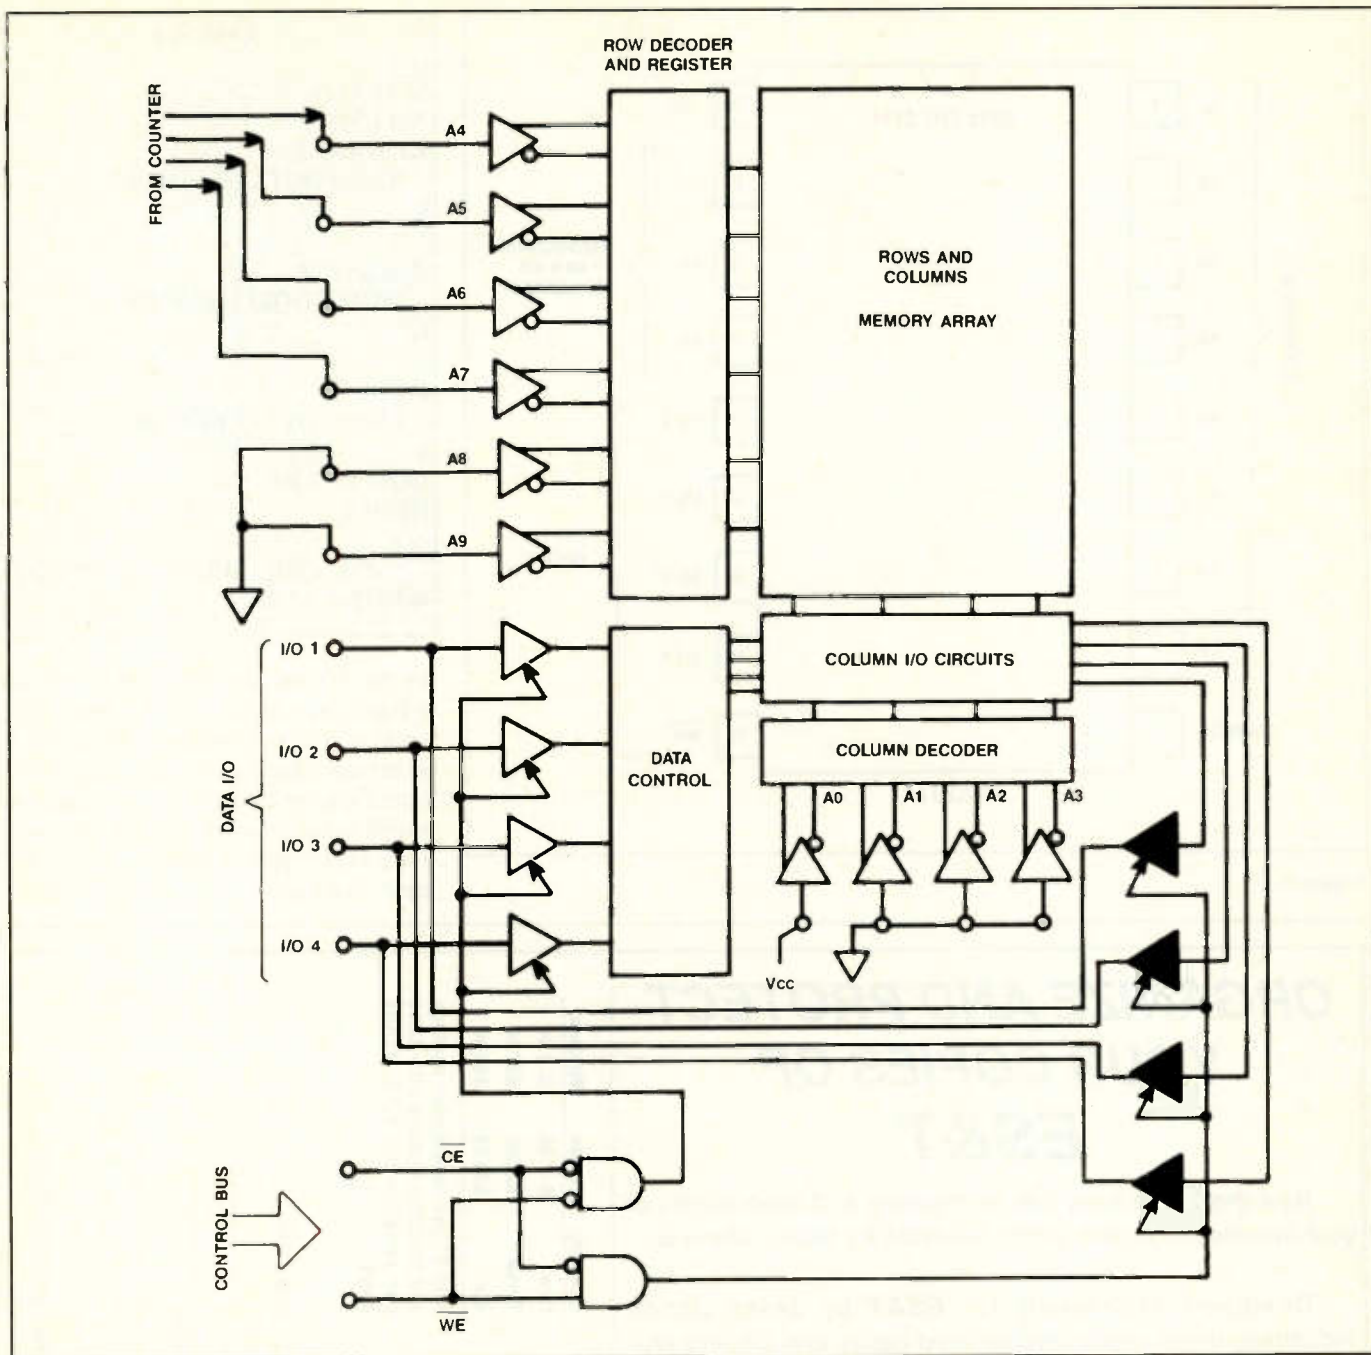 ROW DECODER
AND REGISTER
FROM COUNTER
A4
A5
A6
A7
A8
A9
ROWS AND
COLUMNS
MEMORY ARRAY
DATA I/O
I/O 1
I/O 2
I/O 3
I/O 4
DATA
CONTROL
COLUMN I/O CIRCUITS
COLUMN DECODER
A0
A1
A2
A3
Vcc
CONTROL BUS
CE
WE